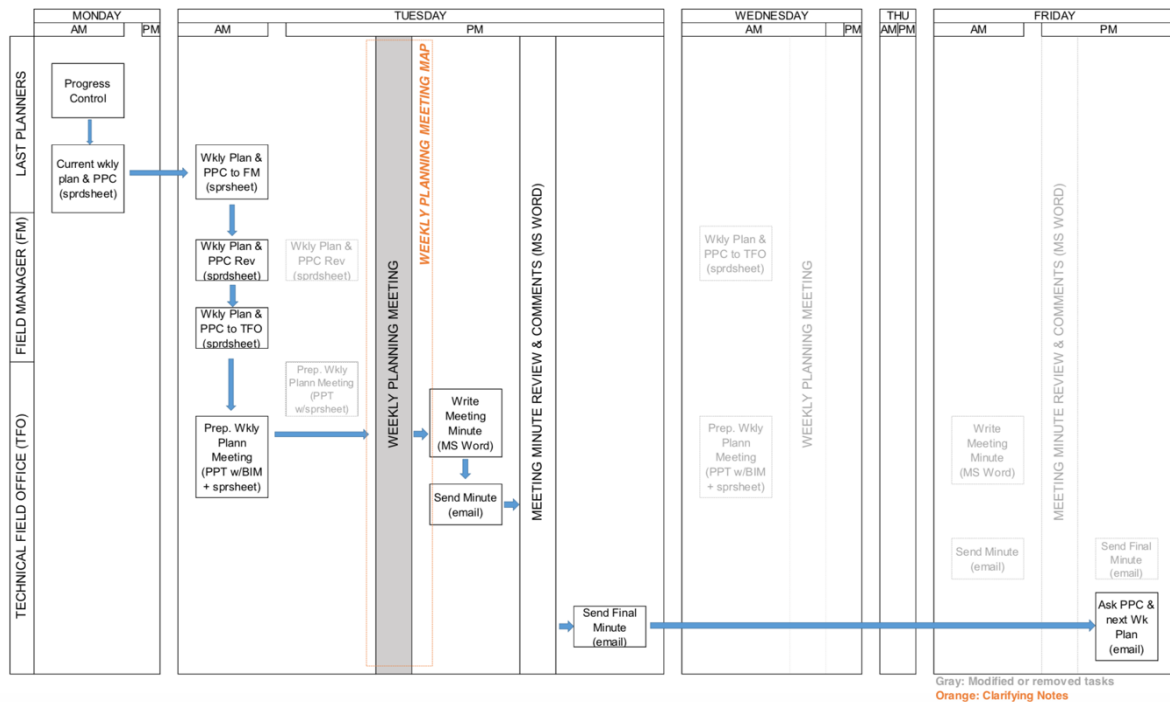 MONDAY
TUESDAY
WEDNESDAY
THU
FRIDAY
AM
PM
AM
PM
AM
PM
AM
PM
AM
PM
LAST PLANNERS
FIELD MANAGER (FM)
TECHNICAL FIELD OFFICE (TFO)
Progress
Control
Current wkly
plan & PPC
(sprdsheet)
Wkly Plan &
PPC to FM
(sprsheet)
Wkly Plan &
PPC Rev
(sprdsheet)
Wkly Plan &
PPC to TFO
(sprdsheet)
Prep. Wkly
Plann
Meeting
(PPT w/BIM
+ sprsheet)
Wkly Plan &
PPC Rev
(sprdsheet)
Prep. Wkly
Plann Meeting
(PPT
w/sprsheet)
WEEKLY PLANNING MEETING
WEEKLY PLANNING MEETING MAP
Write
Meeting
Minute
(MS Word)
Send Minute
(email)
MEETING MINUTE REVIEW & COMMENTS (MS WORD)
Send Final
Minute
(email)
Wkly Plan &
PPC to TFO
(sprdsheet)
Prep. Wkly
Plann
Meeting
(PPT w/BIM
+ sprsheet)
WEEKLY PLANNING MEETING
Write
Meeting
Minute
(MS Word)
Send Minute
(email)
MEETING MINUTE REVIEW & COMMENTS (MS WORD)
Send Final
Minute
(email)
Ask PPC &
next Wk
Plan
(email)
Gray: Modified or removed tasks
Orange: Clarifying Notes